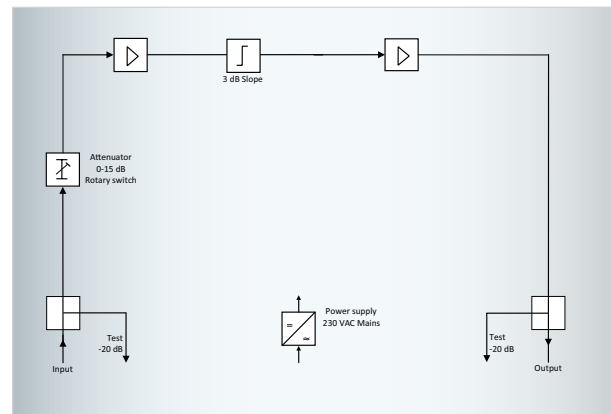 3 dB Slope
Attenuator
0-15 dB
Rotary switch
Power supply
230 VAC Mains
Test
-20 dB
Input
Test
-20 dB
Output